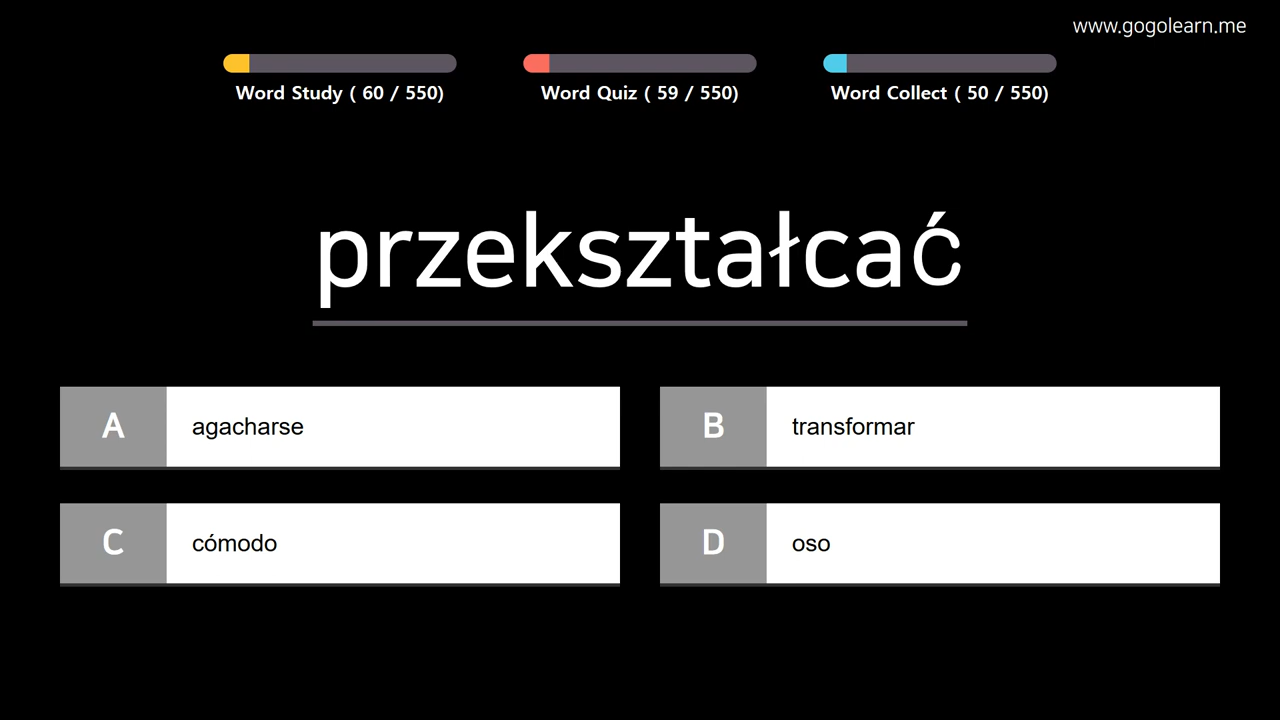 www.gogolearn.me
Word Study ( 60 / 550)
Word Quiz ( 59 / 550)
Word Collect ( 50 / 550)
przekształcać
A agacharse
B transformar
C cómodo
D oso